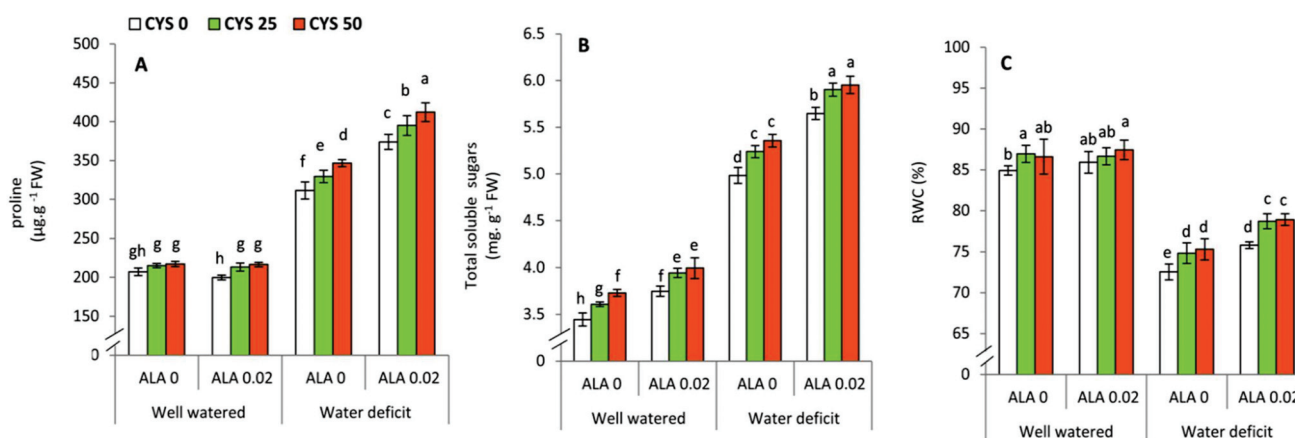 CYS 0 CYS 25 CYS 50
A
proline
(µg.g -1 FW)
500
450
400
350
300
250
200
150
0
gh g g h g g f e d c b a
ALA 0 ALA 0.02 ALA 0 ALA 0.02
Well watered Water deficit
B
Total soluble sugars
(mg. g-1 FW)
6.5
6.0
5.5
5.0
4.5
4.0
3.5
0
h g f f e e d c c b a a
ALA 0 ALA 0.02 ALA 0 ALA 0.02
Well watered Water deficit
C
RWC (%)
100
95
90
85
80
75
70
65
0
b a ab ab ab a e d d d c c
ALA 0 ALA 0.02 ALA 0 ALA 0.02
Well watered Water deficit